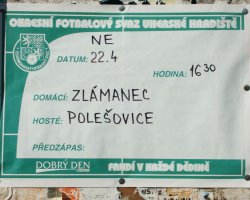 OKRESNÍ FOTBALOVÝ SVAZ UHERSKÉ HRADIŠTĚ
NE
DATUM: 22.4
HODINA: 16 30
DOMÁCÍ: ZLÁMANEC
HOSTÉ: POLEŠOVICE
PŘEDZÁPAS:
DOBRÝ DEN
FANDÍ V KAŽDÉ DĚDINĚ